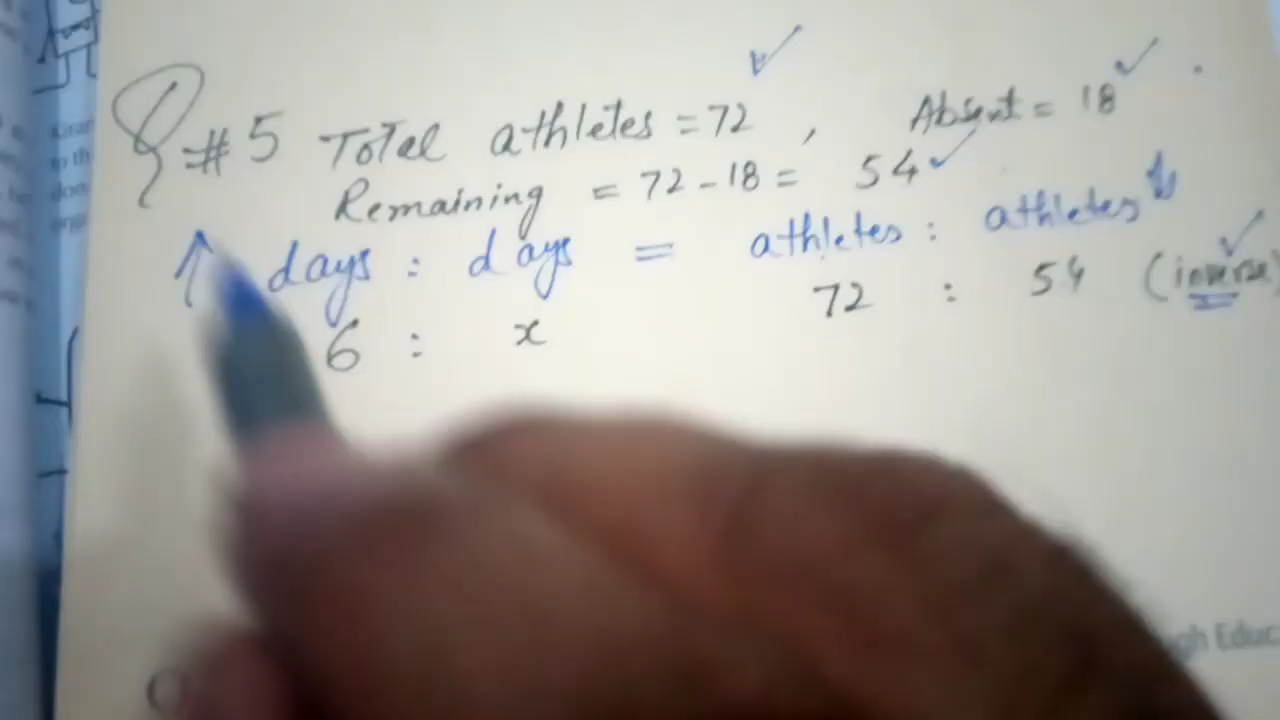 Q#5 Total athletes = 72 , Absent = 18
Remaining = 72 - 18 = 54
days : days = athletes : athletes
6 : x 72 : 54 (inverse)